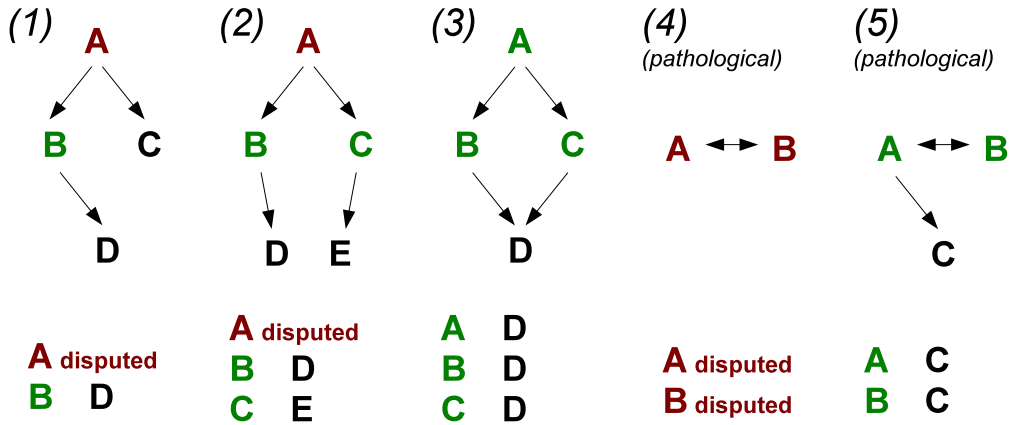 (1) (2) (3) (4) (5)
(pathological) (pathological)
A A A
B C B C B C A B A B
D D E D C
A disputed
B D
A disputed
B D
C E
A D
B D
C D
A disputed
B disputed
A C
B C